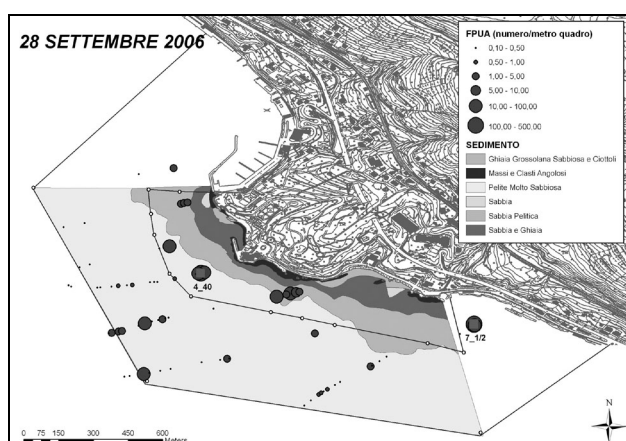 28 SETTEMBRE 2006
FPUA (numero/metro quadro)
0,10 - 0,50
0,50 - 1,00
1,00 - 5,00
5,00 - 10,00
10,00 - 100,00
100,00 - 500,00
SEDIMENTO
Ghiaia Grossolana Sabbiosa e Ciottoli
Massi e Clasti Angolosi
Pelite Molto Sabbiosa
Sabbia
Sabbia Pelitica
Sabbia e Ghiaia
4_40
7_1/2
N
0 75 150 300 450 600
Meters